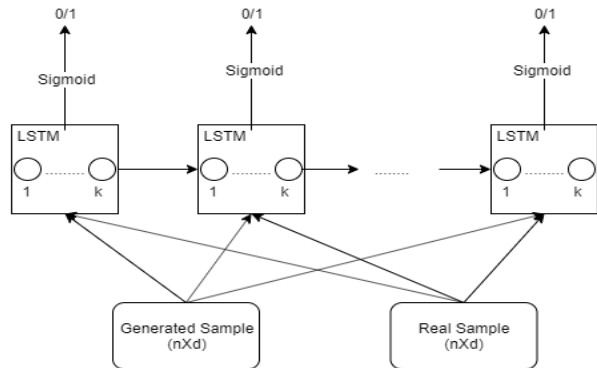 0/1 0/1 0/1
Sigmoid Sigmoid Sigmoid
LSTM LSTM LSTM
........ ........ ...... ........
1 k 1 k 1 k
Generated Sample Real Sample
(nXd) (nXd)